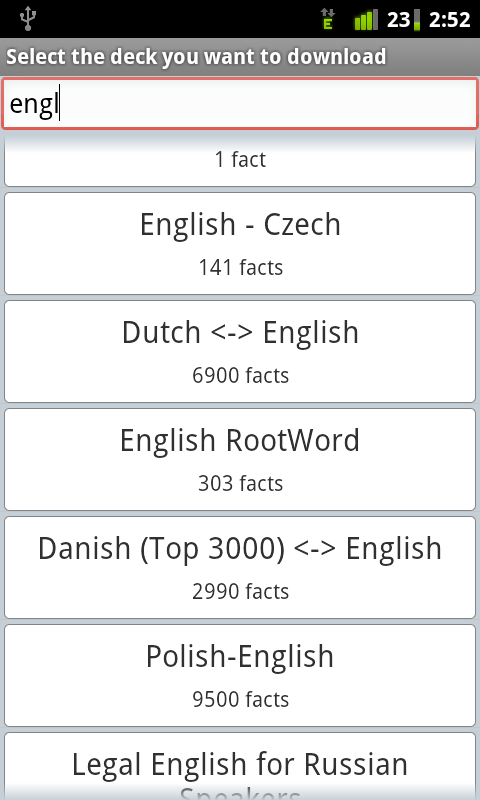 E 23 2:52
Select the deck you want to download
engl
1 fact
English - Czech
141 facts
Dutch <-> English
6900 facts
English RootWord
303 facts
Danish (Top 3000) <-> English
2990 facts
Polish-English
9500 facts
Legal English for Russian
Speakers